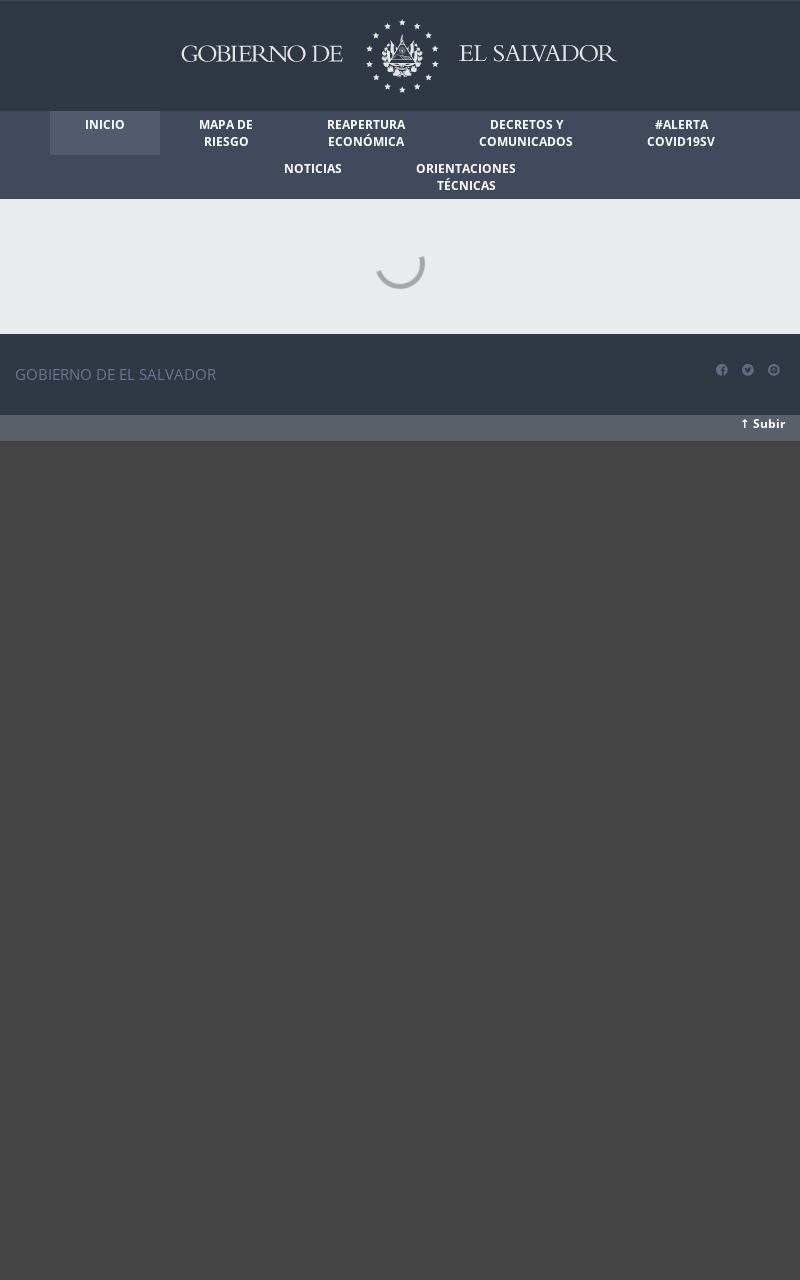 GOBIERNO DE EL SALVADOR
INICIO
MAPA DE
RIESGO
REAPERTURA
ECONÓMICA
DECRETOS Y
COMUNICADOS
#ALERTA
COVID19SV
NOTICIAS
ORIENTACIONES
TÉCNICAS
GOBIERNO DE EL SALVADOR
↑ Subir